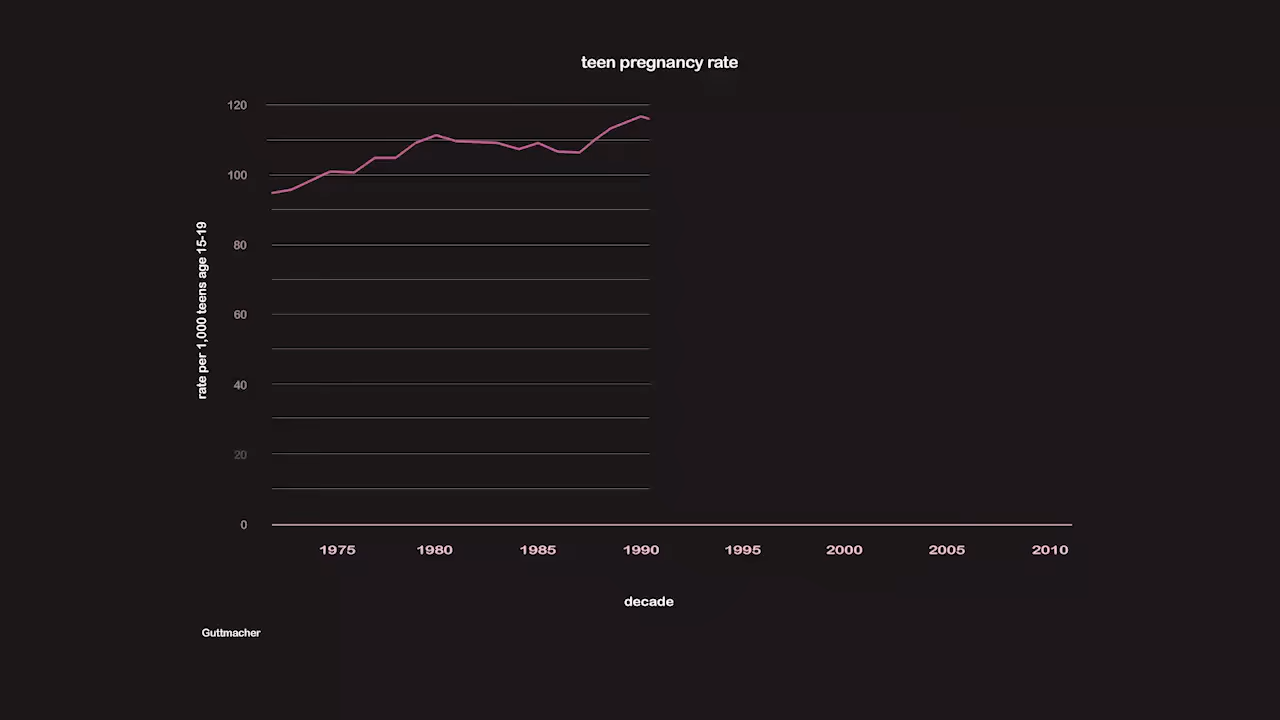 teen pregnancy rate
120
100
80
60
40
20
0
rate per 1,000 teens age 15-19
1975 1980 1985 1990 1995 2000 2005 2010
decade
Guttmacher